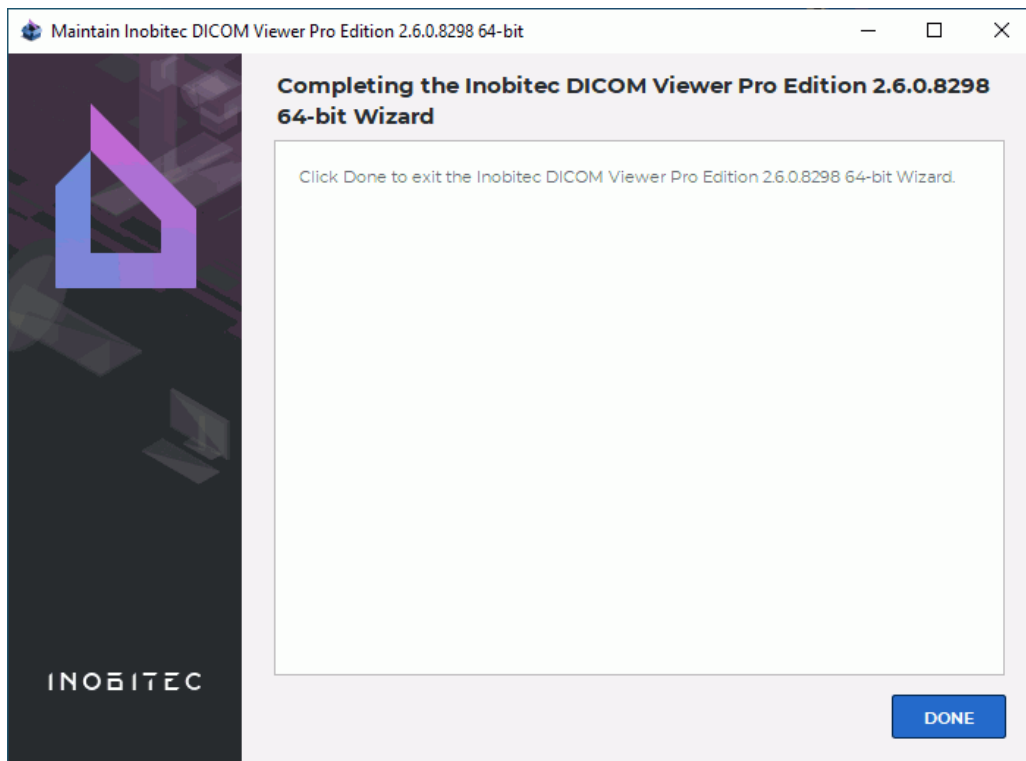 Maintain Inobitec DICOM Viewer Pro Edition 2.6.0.8298 64-bit
Completing the Inobitec DICOM Viewer Pro Edition 2.6.0.8298
64-bit Wizard
Click Done to exit the Inobitec DICOM Viewer Pro Edition 2.6.0.8298 64-bit Wizard.
INOBITEC
DONE